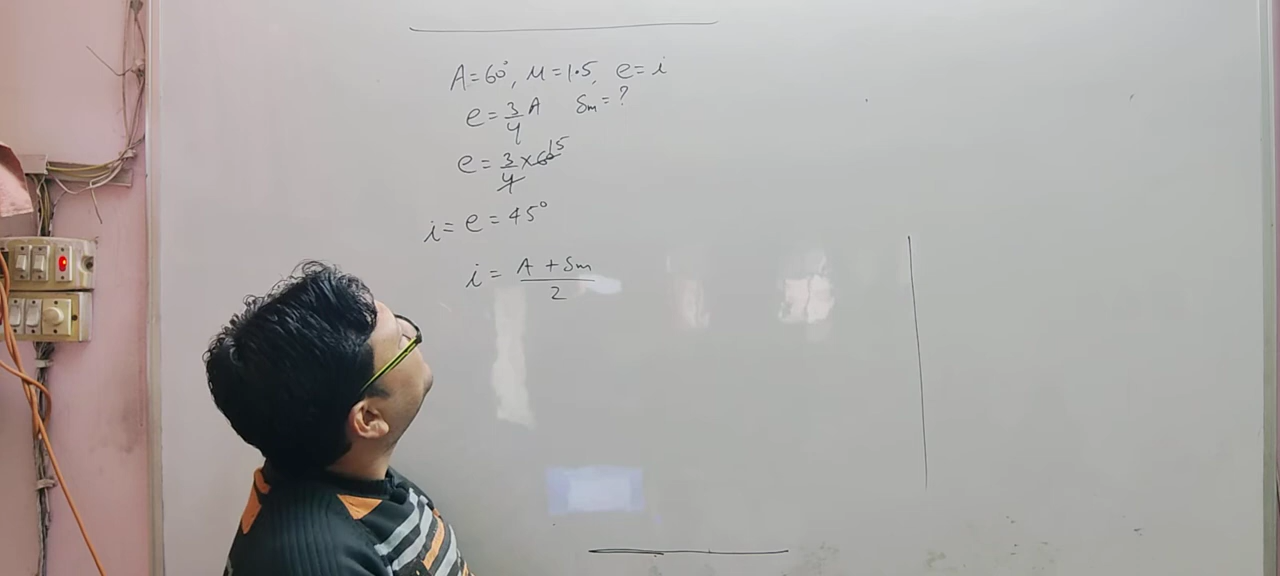 A=60°, μ=1.5, e=i
e=3/4 A δm=?
e=3/4×60 15
i=e=45°
i=A+δm/2